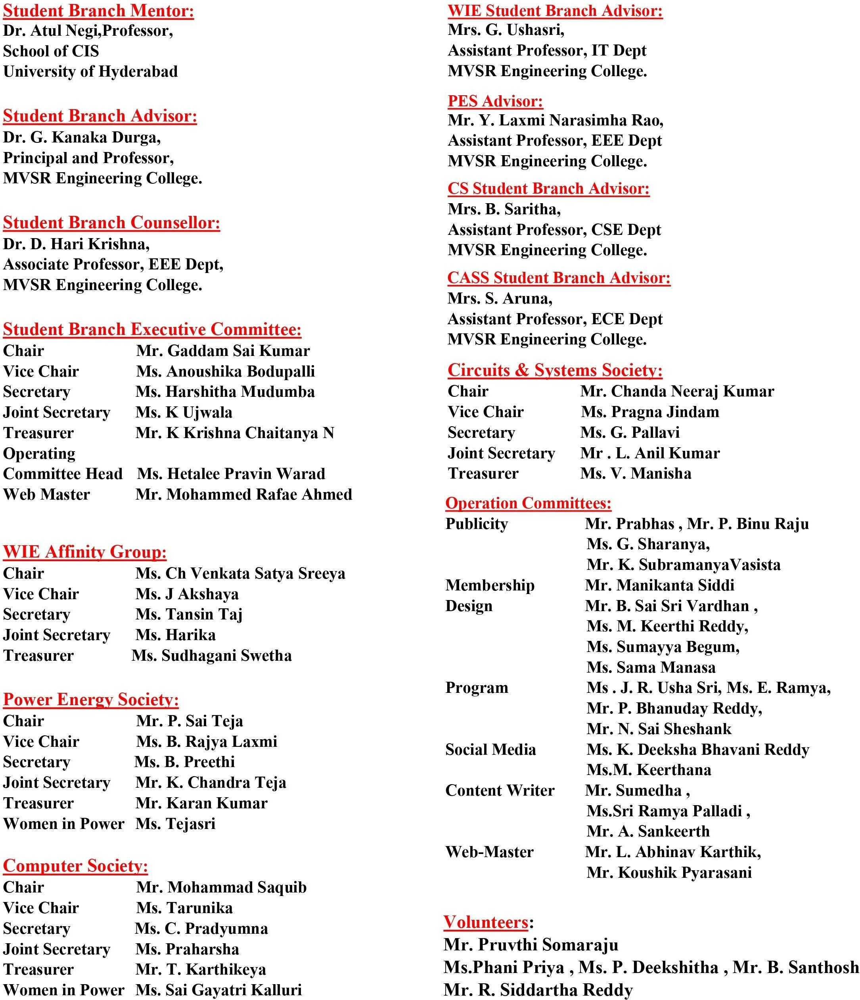 Student Branch Mentor:
Dr. Atul Negi,Professor,
School of CIS
University of Hyderabad
Student Branch Advisor:
Dr. G. Kanaka Durga,
Principal and Professor,
MVSR Engineering College.
Student Branch Counsellor:
Dr. D. Hari Krishna,
Associate Professor, EEE Dept,
MVSR Engineering College.
Student Branch Executive Committee:
Chair Mr. Gaddam Sai Kumar
Vice Chair Ms. Anoushika Bodupalli
Secretary Ms. Harshitha Mudumba
Joint Secretary Ms. K Ujwala
Treasurer Mr. K Krishna Chaitanya N
Operating
Committee Head Ms. Hetalee Pravin Warad
Web Master Mr. Mohammed Rafae Ahmed
WIE Affinity Group:
Chair Ms. Ch Venkata Satya Sreeya
Vice Chair Ms. J Akshaya
Secretary Ms. Tansin Taj
Joint Secretary Ms. Harika
Treasurer Ms. Sudhagani Swetha
Power Energy Society:
Chair Mr. P. Sai Teja
Vice Chair Ms. B. Rajya Laxmi
Secretary Ms. B. Preethi
Joint Secretary Mr. K. Chandra Teja
Treasurer Mr. Karan Kumar
Women in Power Ms. Tejasri
Computer Society:
Chair Mr. Mohammad Saquib
Vice Chair Ms. Tarunika
Secretary Ms. C. Pradyumna
Joint Secretary Ms. Praharsha
Treasurer Mr. T. Karthikeya
Women in Power Ms. Sai Gayatri Kalluri
WIE Student Branch Advisor:
Mrs. G. Ushasri,
Assistant Professor, IT Dept
MVSR Engineering College.
PES Advisor:
Mr. Y. Laxmi Narasimha Rao,
Assistant Professor, EEE Dept
MVSR Engineering College.
CS Student Branch Advisor:
Mrs. B. Saritha,
Assistant Professor, CSE Dept
MVSR Engineering College.
CASS Student Branch Advisor:
Mrs. S. Aruna,
Assistant Professor, ECE Dept
MVSR Engineering College.
Circuits & Systems Society:
Chair Mr. Chanda Neeraj Kumar
Vice Chair Ms. Pragna Jindam
Secretary Ms. G. Pallavi
Joint Secretary Mr . L. Anil Kumar
Treasurer Ms. V. Manisha
Operation Committees:
Publicity Mr. Prabhas , Mr. P. Binu Raju
Ms. G. Sharanya,
Mr. K. SubramanyaVasista
Membership Mr. Manikanta Siddi
Design Mr. B. Sai Sri Vardhan ,
Ms. M. Keerthi Reddy,
Ms. Sumayya Begum,
Ms. Sama Manasa
Program Ms . J. R. Usha Sri, Ms. E. Ramya,
Mr. P. Bhanuday Reddy,
Mr. N. Sai Sheshank
Social Media Ms. K. Deeksha Bhavani Reddy
Ms.M. Keerthana
Content Writer Mr. Sumedha ,
Ms.Sri Ramya Palladi ,
Mr. A. Sankeerth
Web-Master Mr. L. Abhinav Karthik,
Mr. Koushik Pyarasani
Volunteers:
Mr. Pruvthi Somaraju
Ms.Phani Priya , Ms. P. Deekshitha , Mr. B. Santhosh
Mr. R. Siddartha Reddy